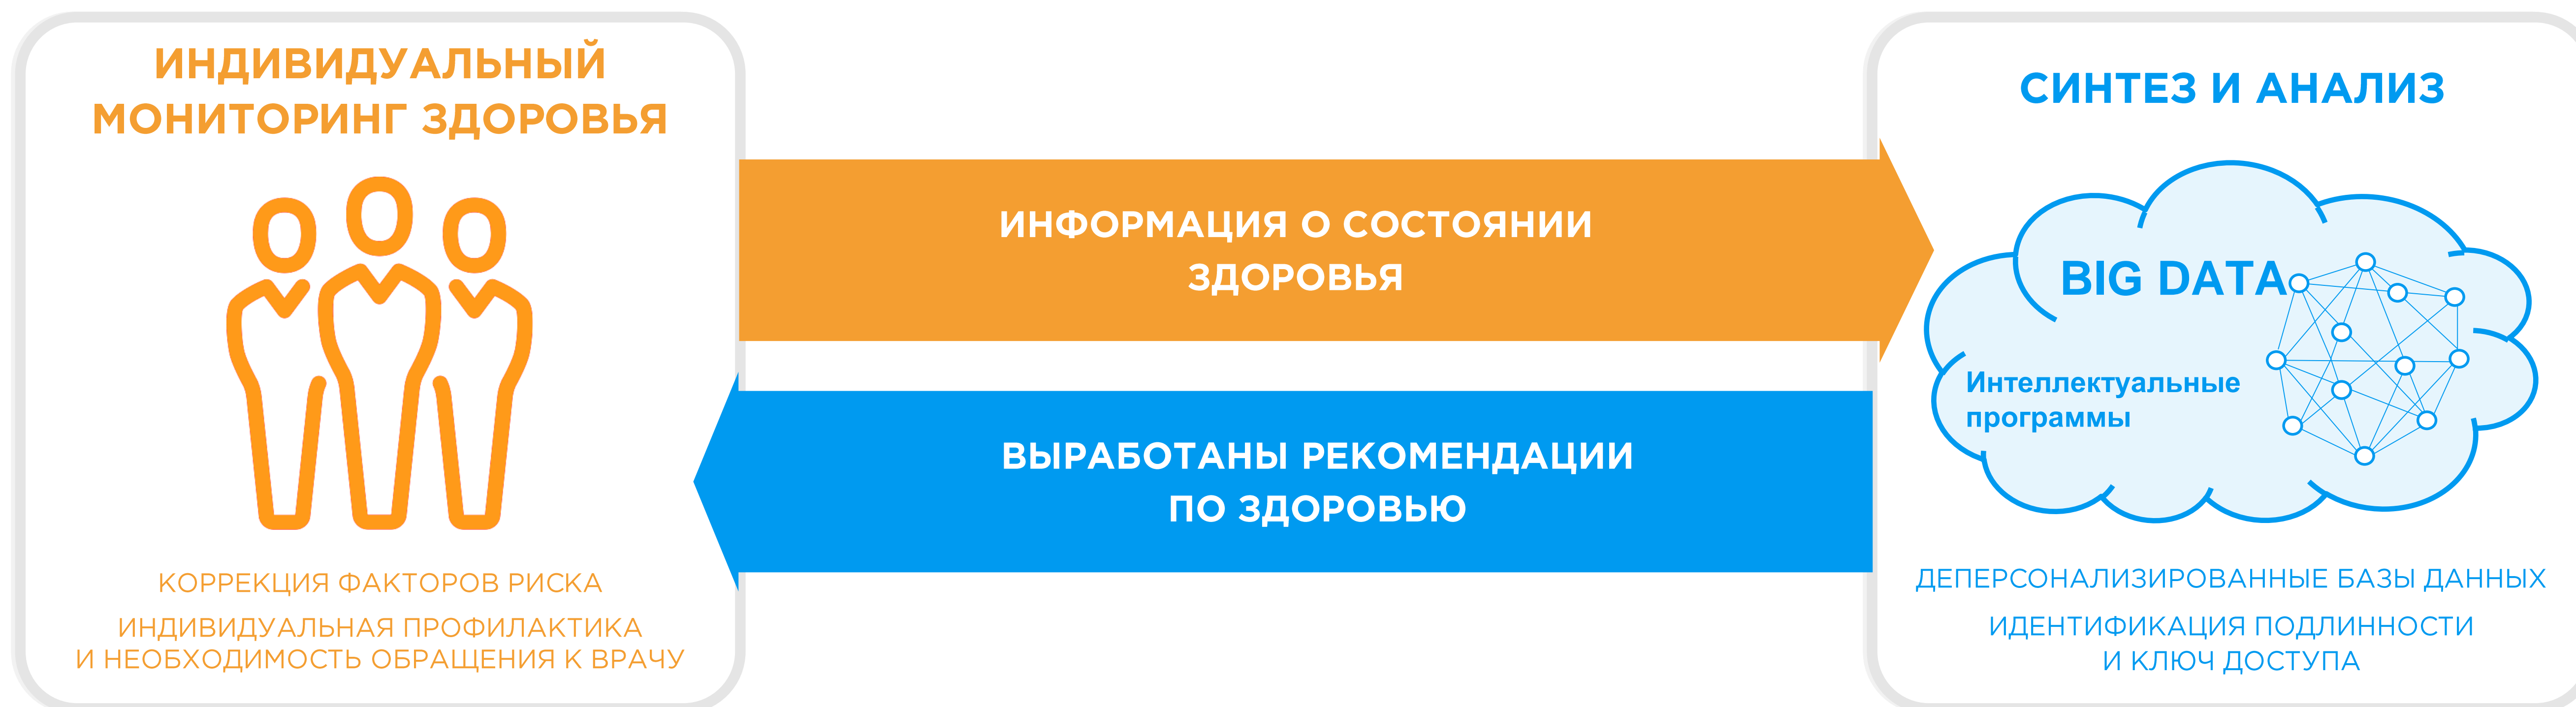 ИНДИВИДУАЛЬНЫЙ
МОНИТОРИНГ ЗДОРОВЬЯ
КОРРЕКЦИЯ ФАКТОРОВ РИСКА
ИНДИВИДУАЛЬНАЯ ПРОФИЛАКТИКА
И НЕОБХОДИМОСТЬ ОБРАЩЕНИЯ К ВРАЧУ
ИНФОРМАЦИЯ О СОСТОЯНИИ
ЗДОРОВЬЯ
ВЫРАБОТАНЫ РЕКОМЕНДАЦИИ
ПО ЗДОРОВЬЮ
СИНТЕЗ И АНАЛИЗ
BIG DATA
Интеллектуальные
программы
ДЕПЕРСОНАЛИЗИРОВАННЫЕ БАЗЫ ДАННЫХ
ИДЕНТИФИКАЦИЯ ПОДЛИННОСТИ
И КЛЮЧ ДОСТУПА